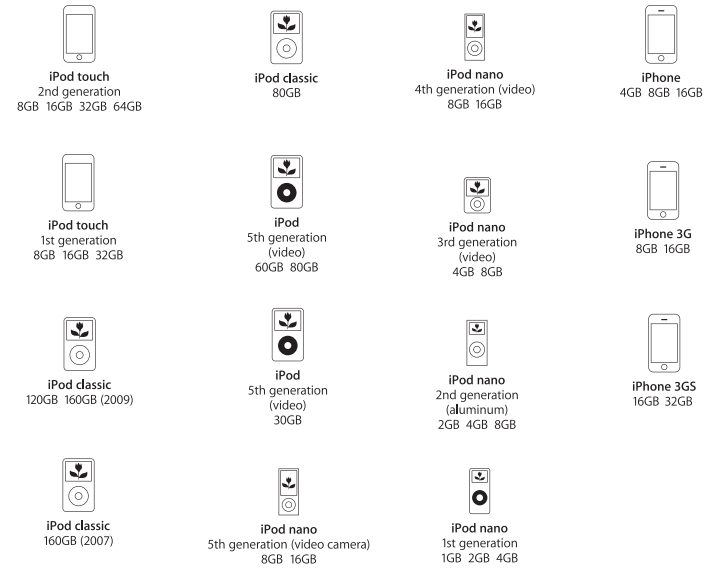 iPod touch
2nd generation
8GB 16GB 32GB 64GB
iPod classic
80GB
iPod nano
4th generation (video)
8GB 16GB
iPhone
4GB 8GB 16GB
iPod touch
1st generation
8GB 16GB 32GB
iPod
5th generation
(video)
60GB 80GB
iPod nano
3rd generation
(video)
4GB 8GB
iPhone 3G
8GB 16GB
iPod classic
120GB 160GB (2009)
iPod
5th generation
(video)
30GB
iPod nano
2nd generation
(aluminum)
2GB 4GB 8GB
iPhone 3GS
16GB 32GB
iPod classic
160GB (2007)
iPod nano
5th generation (video camera)
8GB 16GB
iPod nano
1st generation
1GB 2GB 4GB